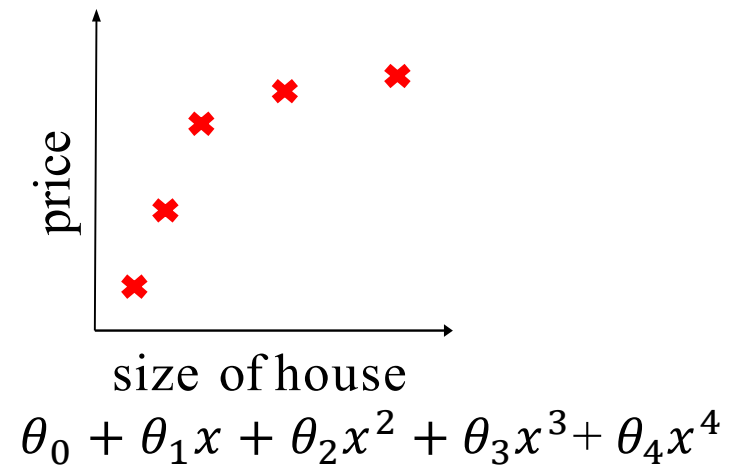 price
size of house
θ₀ + θ₁x + θ₂x² + θ₃x³+ θ₄x⁴